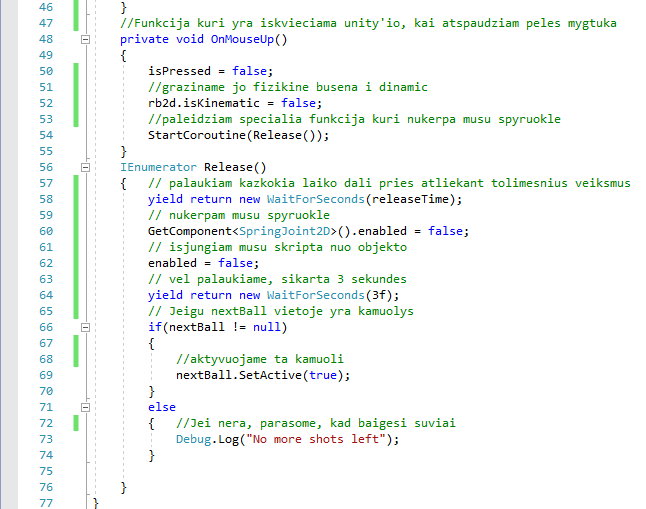 46 }
47 //Funkcija kuri yra iskvieciama unity'io, kai atspaudziam peles mygtuka
48 private void OnMouseUp()
49 {
50 isPressed = false;
51 //graziname jo fizikine busena i dinamic
52 rb2d.isKinematic = false;
53 //paleidziam specialia funkcija kuri nukerpa musu spyruokle
54 StartCoroutine(Release());
55 }
56 IEnumerator Release()
57 { // palaukiam kazkokia laiko dali pries atliekant tolimesnius veiksmus
58 yield return new WaitForSeconds(releaseTime);
59 // nukerpam musu spyruokle
60 GetComponent<SpringJoint2D>().enabled = false;
61 // isjungiam musu skripta nuo objekto
62 enabled = false;
63 // vel palaukiame, sikarta 3 sekundes
64 yield return new WaitForSeconds(3f);
65 // Jeigu nextBall vietoje yra kamuolys
66 if(nextBall != null)
67 {
68 //aktyvuojame ta kamuoli
69 nextBall.SetActive(true);
70 }
71 else
72 { //Jei nera, parasome, kad baigesi suviai
73 Debug.Log("No more shots left");
74 }
75
76 }
77 }